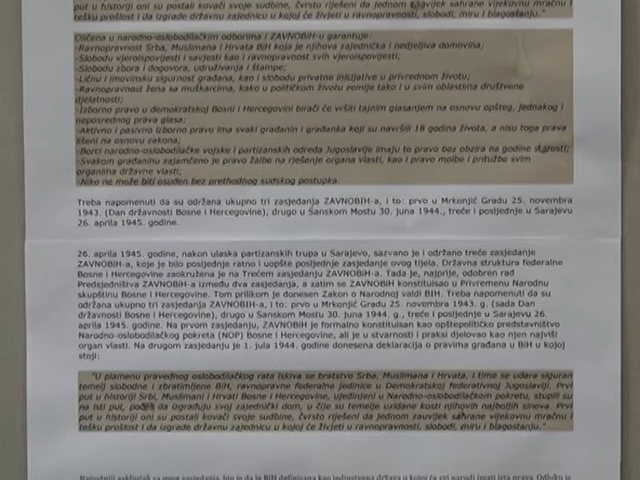 put u historiji oni su postali kovači svoje sudbine, čvrsto riješeni da jednom zauvijek sahrane vijekovnu mračnu i
tešku prošlost i da izgrade državnu zajednicu u kojoj će živjeti u ravnopravnosti, slobodi, miru i blagostanju."
Oličena u narodno-oslobodilačkim odborima i ZAVNOBiH-u garantuje:
-Ravnopravnost Srba, Muslimana i Hrvata BiH koja je njihova zajednička i nedjeljiva domovina;
-Slobodu vjeroispovijesti i savjesti kao i ravnopravnost svih vjeroispovijesti;
-Slobodu zbora i dogovora, udruživanja i štampe;
-Ličnu i imovinsku sigurnost građana, kao i slobodu privatne inicijative u privrednom životu;
-Ravnopravnost žena sa muškarcima, kako u političkom životu zemlje tako i u svim oblastima društvene
djelatnosti;
-Izborno pravo u demokratskoj Bosni i Hercegovini birači će vršiti tajnim glasanjem na osnovu opšteg, jednakog i
neposrednog prava glasa;
-Aktivno i pasivno izborno pravo ima svaki građanin i građanka koji su navršili 18 godina života, a nisu toga prava
lišeni na osnovu zakona;
-Borci narodno-oslobodilačke vojske i partizanskih odreda Jugoslavije imaju to pravo bez obzira na godine starosti;
-Svakom građaninu zajamčeno je pravo žalbe na rješenje organa vlasti, kao i pravo molbe i pritužbe svim
organima državne vlasti;
-Niko ne može biti osuđen bez prethodnog sudskog postupka.
Treba napomenuti da su održana ukupno tri zasjedanja ZAVNOBIH-a, i to: prvo u Mrkonjić Gradu 25. novembra
1943. (Dan državnosti Bosne i Hercegovine), drugo u Sanskom Mostu 30. juna 1944., treće i posljednje u Sarajevu
26. aprila 1945. godine.
26. aprila 1945. godine, nakon ulaska partizanskih trupa u Sarajevo, sazvano je i održano treće zasjedanje
ZAVNOBIH-a, koje je bilo posljednje ratno i uopšte posljednje zasjedanje ovog tijela. Državna struktura federalne
Bosne i Hercegovine zaokružena je na Trećem zasjedanju ZAVNOBiH-a. Tada je, najprije, odobren rad
Predsjedništva ZAVNOBiH-a između dva zasjedanja, a zatim se ZAVNOBiH konstituisao u Privremenu Narodnu
skupštinu Bosne i Hercegovine. Tom prilikom je donesen Zakon o Narodnoj valdi BIH. Treba napomenuti da su
održana ukupno tri zasjedanja ZAVNOBIH-a, i to: prvo u Mrkonjić Gradu 25. novembra 1943. g. (sada Dan
državnosti Bosne i Hercegovine), drugo u Sanskom Mostu 30. juna 1944. g., treće i posljednje u Sarajevu 26.
aprila 1945. godine. Na prvom zasjedanju, ZAVNOBiH je formalno konstituisan kao opštepolitičko predstavništvo
Narodno-oslobodilačkog pokreta (NOP) Bosne i Hercegovine, ali je u stvarnosti i praksi djelovao kao njen najviši
organ vlasti. Na drugom zasjedanju je 1. jula 1944. godine donesena deklaracija o pravima građana u BiH u kojoj
stoji:
"U plamenu pravednog oslobodilačkog rata iskiva se bratstvo Srba, Muslimana i Hrvata, i time se udara siguran
temelj slobodne i zbratimljene BiH, ravnopravne federalne jedinice u Demokratskoj federativnoj Jugoslaviji. Prvi
put u historiji Srbi, Muslimani i Hrvati Bosne i Hercegovine, ujedinjeni u Narodno-oslobodilačkom pokretu, stupili su
na isti put, počeli da izgrađuju svoj zajednički dom, u čije su temelje uzidane kosti njihovih najboljih sinova. Prvi
put u historiji oni su postali kovači svoje sudbine, čvrsto riješeni da jednom zauvijek sahrane vijekovnu mračnu i
tešku prošlost i da izgrade državnu zajednicu u kojoj će živjeti u ravnopravnosti, slobodi, miru i blagostanju."